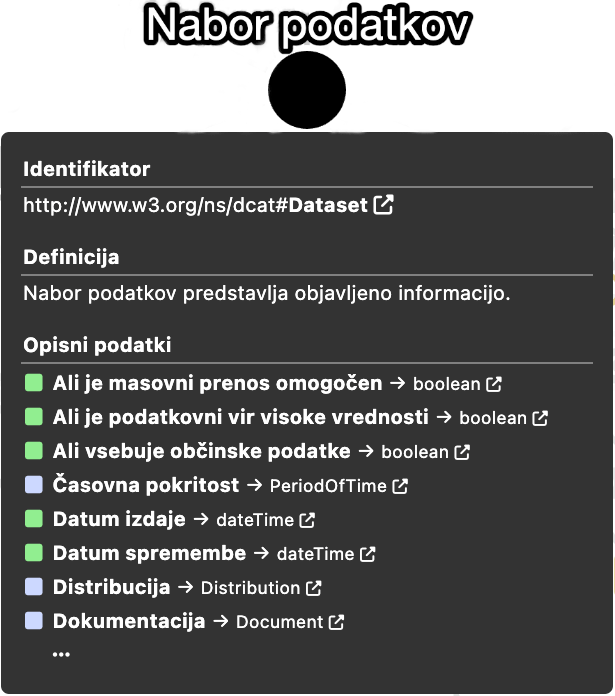 Nabor podatkov
Identifikator
http://www.w3.org/ns/dcat#Dataset
Definicija
Nabor podatkov predstavlja objavljeno informacijo.
Opisni podatki
Ali je masovni prenos omogočen → boolean
Ali je podatkovni vir visoke vrednosti → boolean
Ali vsebuje občinske podatke → boolean
Časovna pokritost → PeriodOfTime
Datum izdaje → dateTime
Datum spremembe → dateTime
Distribucija → Distribution
Dokumentacija → Document
...